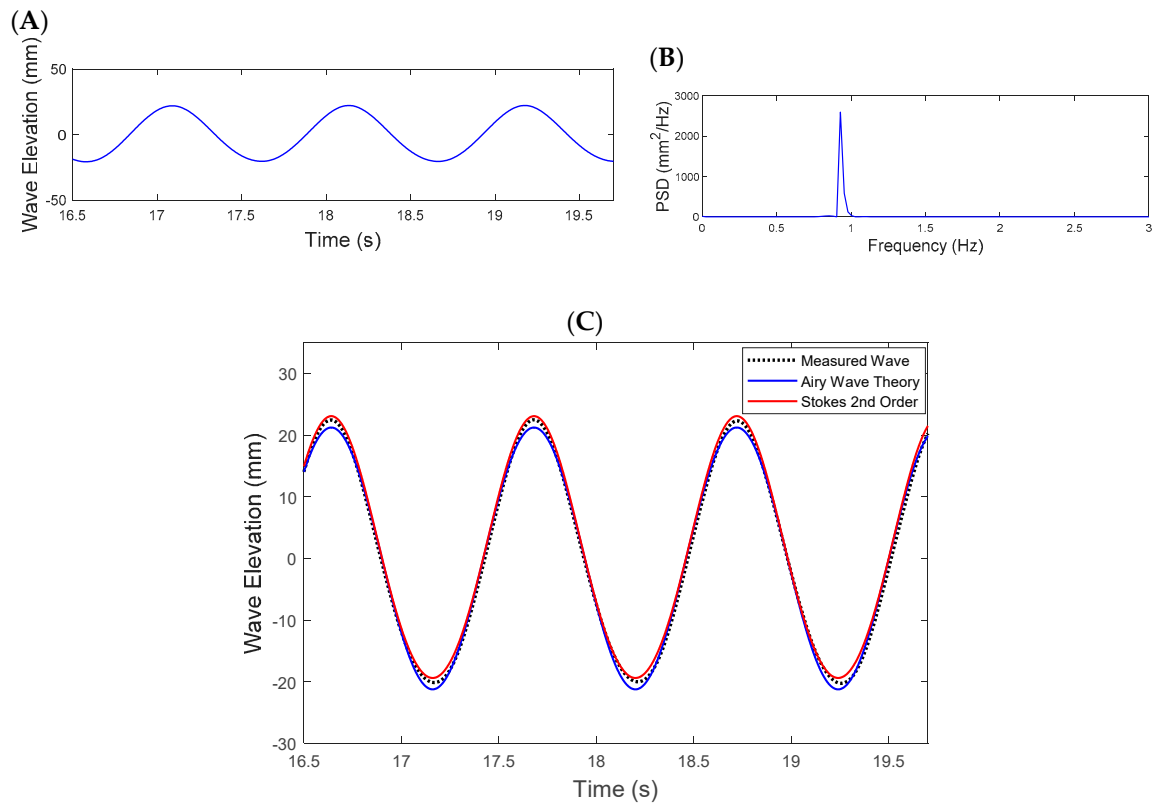 (A)
Wave Elevation (mm)
50
0
-50
16.5 17 17.5 18 18.5 19 19.5
Time (s)
(B)
PSD (mm²/Hz)
3000
2000
1000
0
0 0.5 1 1.5 2 2.5 3
Frequency (Hz)
(C)
Measured Wave
Airy Wave Theory
Stokes 2nd Order
Wave Elevation (mm)
30
20
10
0
-10
-20
-30
16.5 17 17.5 18 18.5 19 19.5
Time (s)